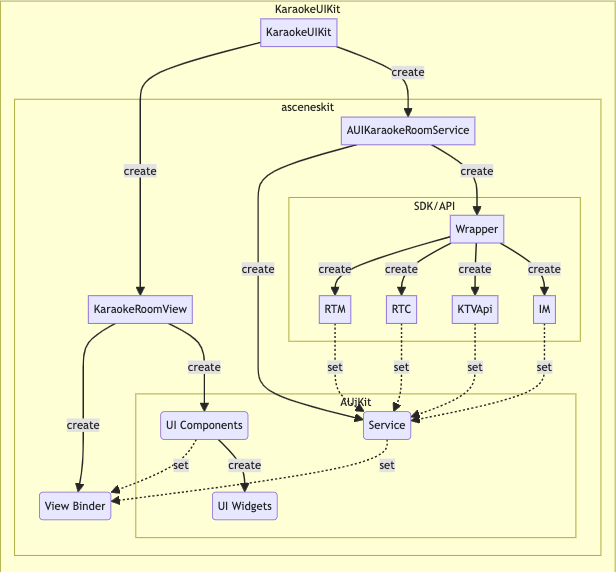 KaraokeUIKit
KaraokeUIKit
create
asceneskit
AUIKaraokeRoomService
create
create
SDK/API
Wrapper
create
create
create
create
create
KaraokeRoomView
RTM
RTC
KTVApi
IM
create
set
set
set
set
AUiKit
create
UI Components
Service
set
create
set
View Binder
UI Widgets